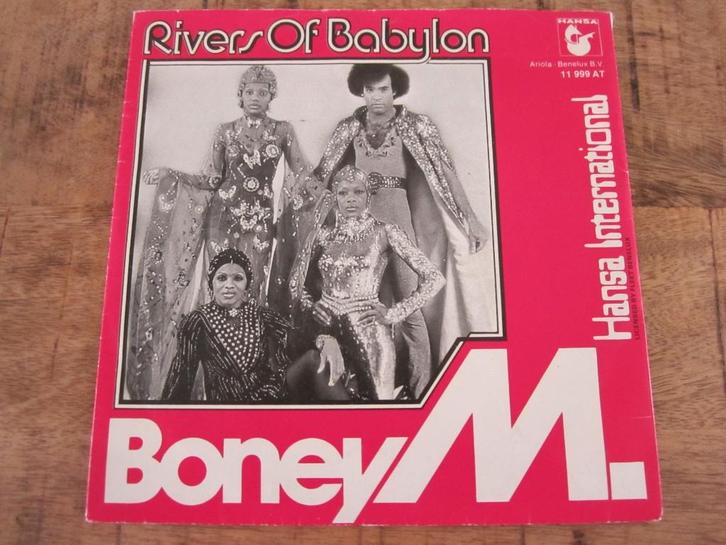 Rivers Of Babylon
HANSA
Ariola - Benelux B.V.
11 999 AT
Hansa International
Boney M.